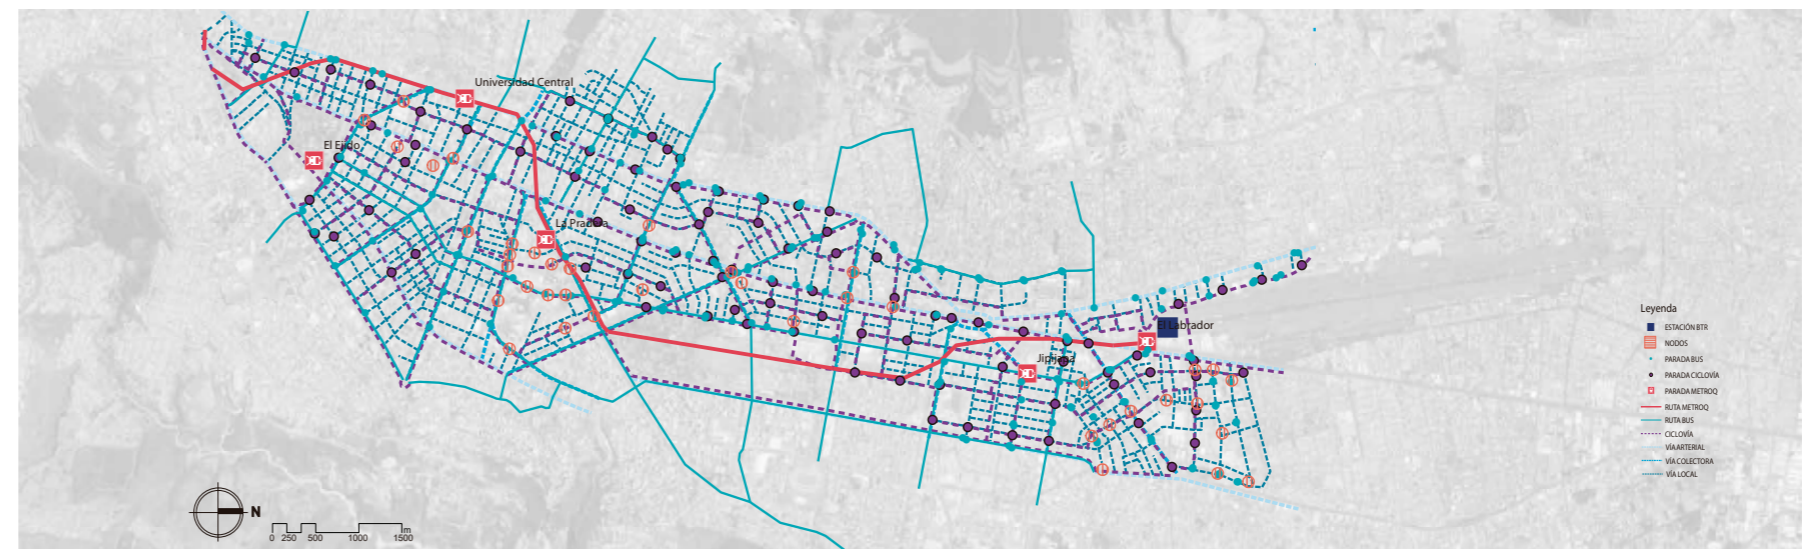 Universidad Central
El Ejido
La Pradera
El Labrador
Jipijapa
Leyenda
ESTACIÓN BTR
NODOS
PARADA BUS
PARADA CICLOVÍA
PARADA METROQ
RUTA METROQ
RUTA BUS
CICLOVÍA
VÍA ARTERIAL
VÍA COLECTORA
VÍA LOCAL
N
m
0 250 500 1000 1500